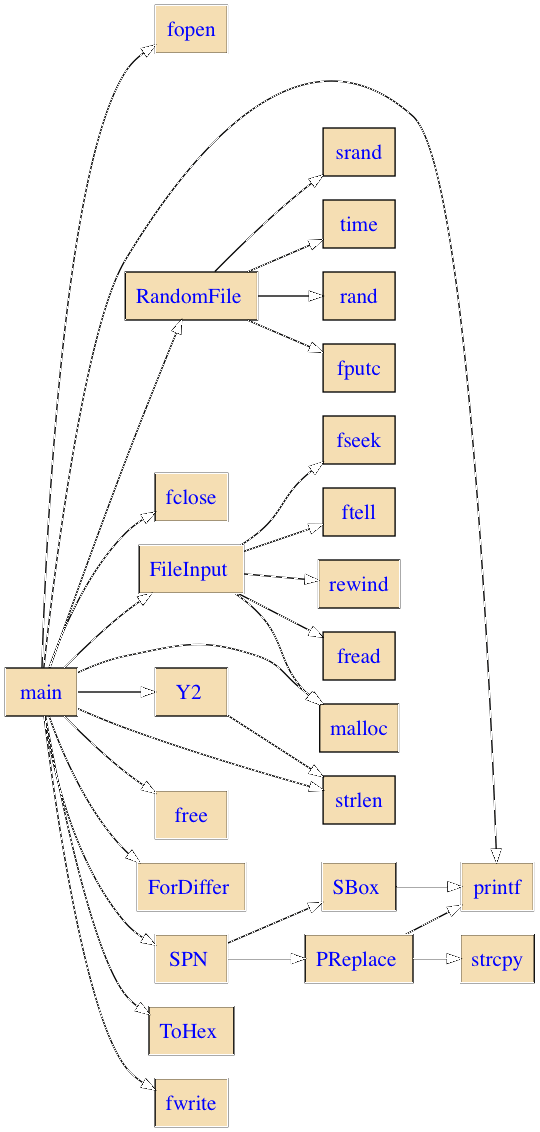 fopen
srand
time
RandomFile
rand
fputc
fseek
fclose
ftell
FileInput
rewind
fread
main
Y2
malloc
free
strlen
ForDiffer
SBox
printf
SPN
PReplace
strcpy
ToHex
fwrite